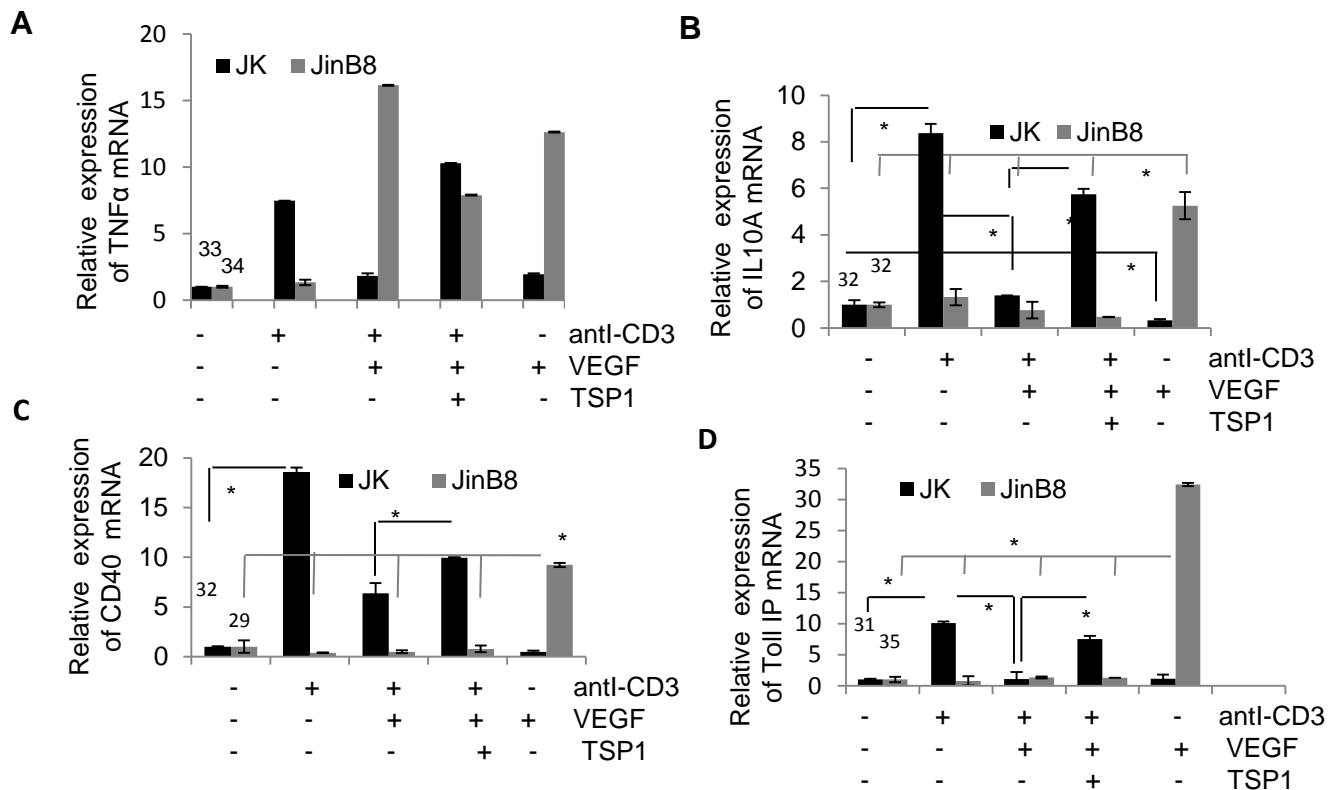 A
Relative expression
of TNFα mRNA
20
15
10
5
0
JK JinB8
33
34
- + + + - antI-CD3
- - + + + VEGF
- - - + - TSP1
B
Relative expression
of IL10A mRNA
10
8
6
4
2
0
JK JinB8
* * * * *
32 32
- + + + - antI-CD3
- - + + + VEGF
- - - + - TSP1
C
Relative expression
of CD40 mRNA
20
15
10
5
0
JK JinB8
* * *
32
29
- + + + - antI-CD3
- - + + + VEGF
- - - + - TSP1
D
Relative expression
of Toll IP mRNA
35
30
25
20
15
10
5
0
JK JinB8
* * * *
31
35
- + + + - antI-CD3
- - + + + VEGF
- - - + - TSP1